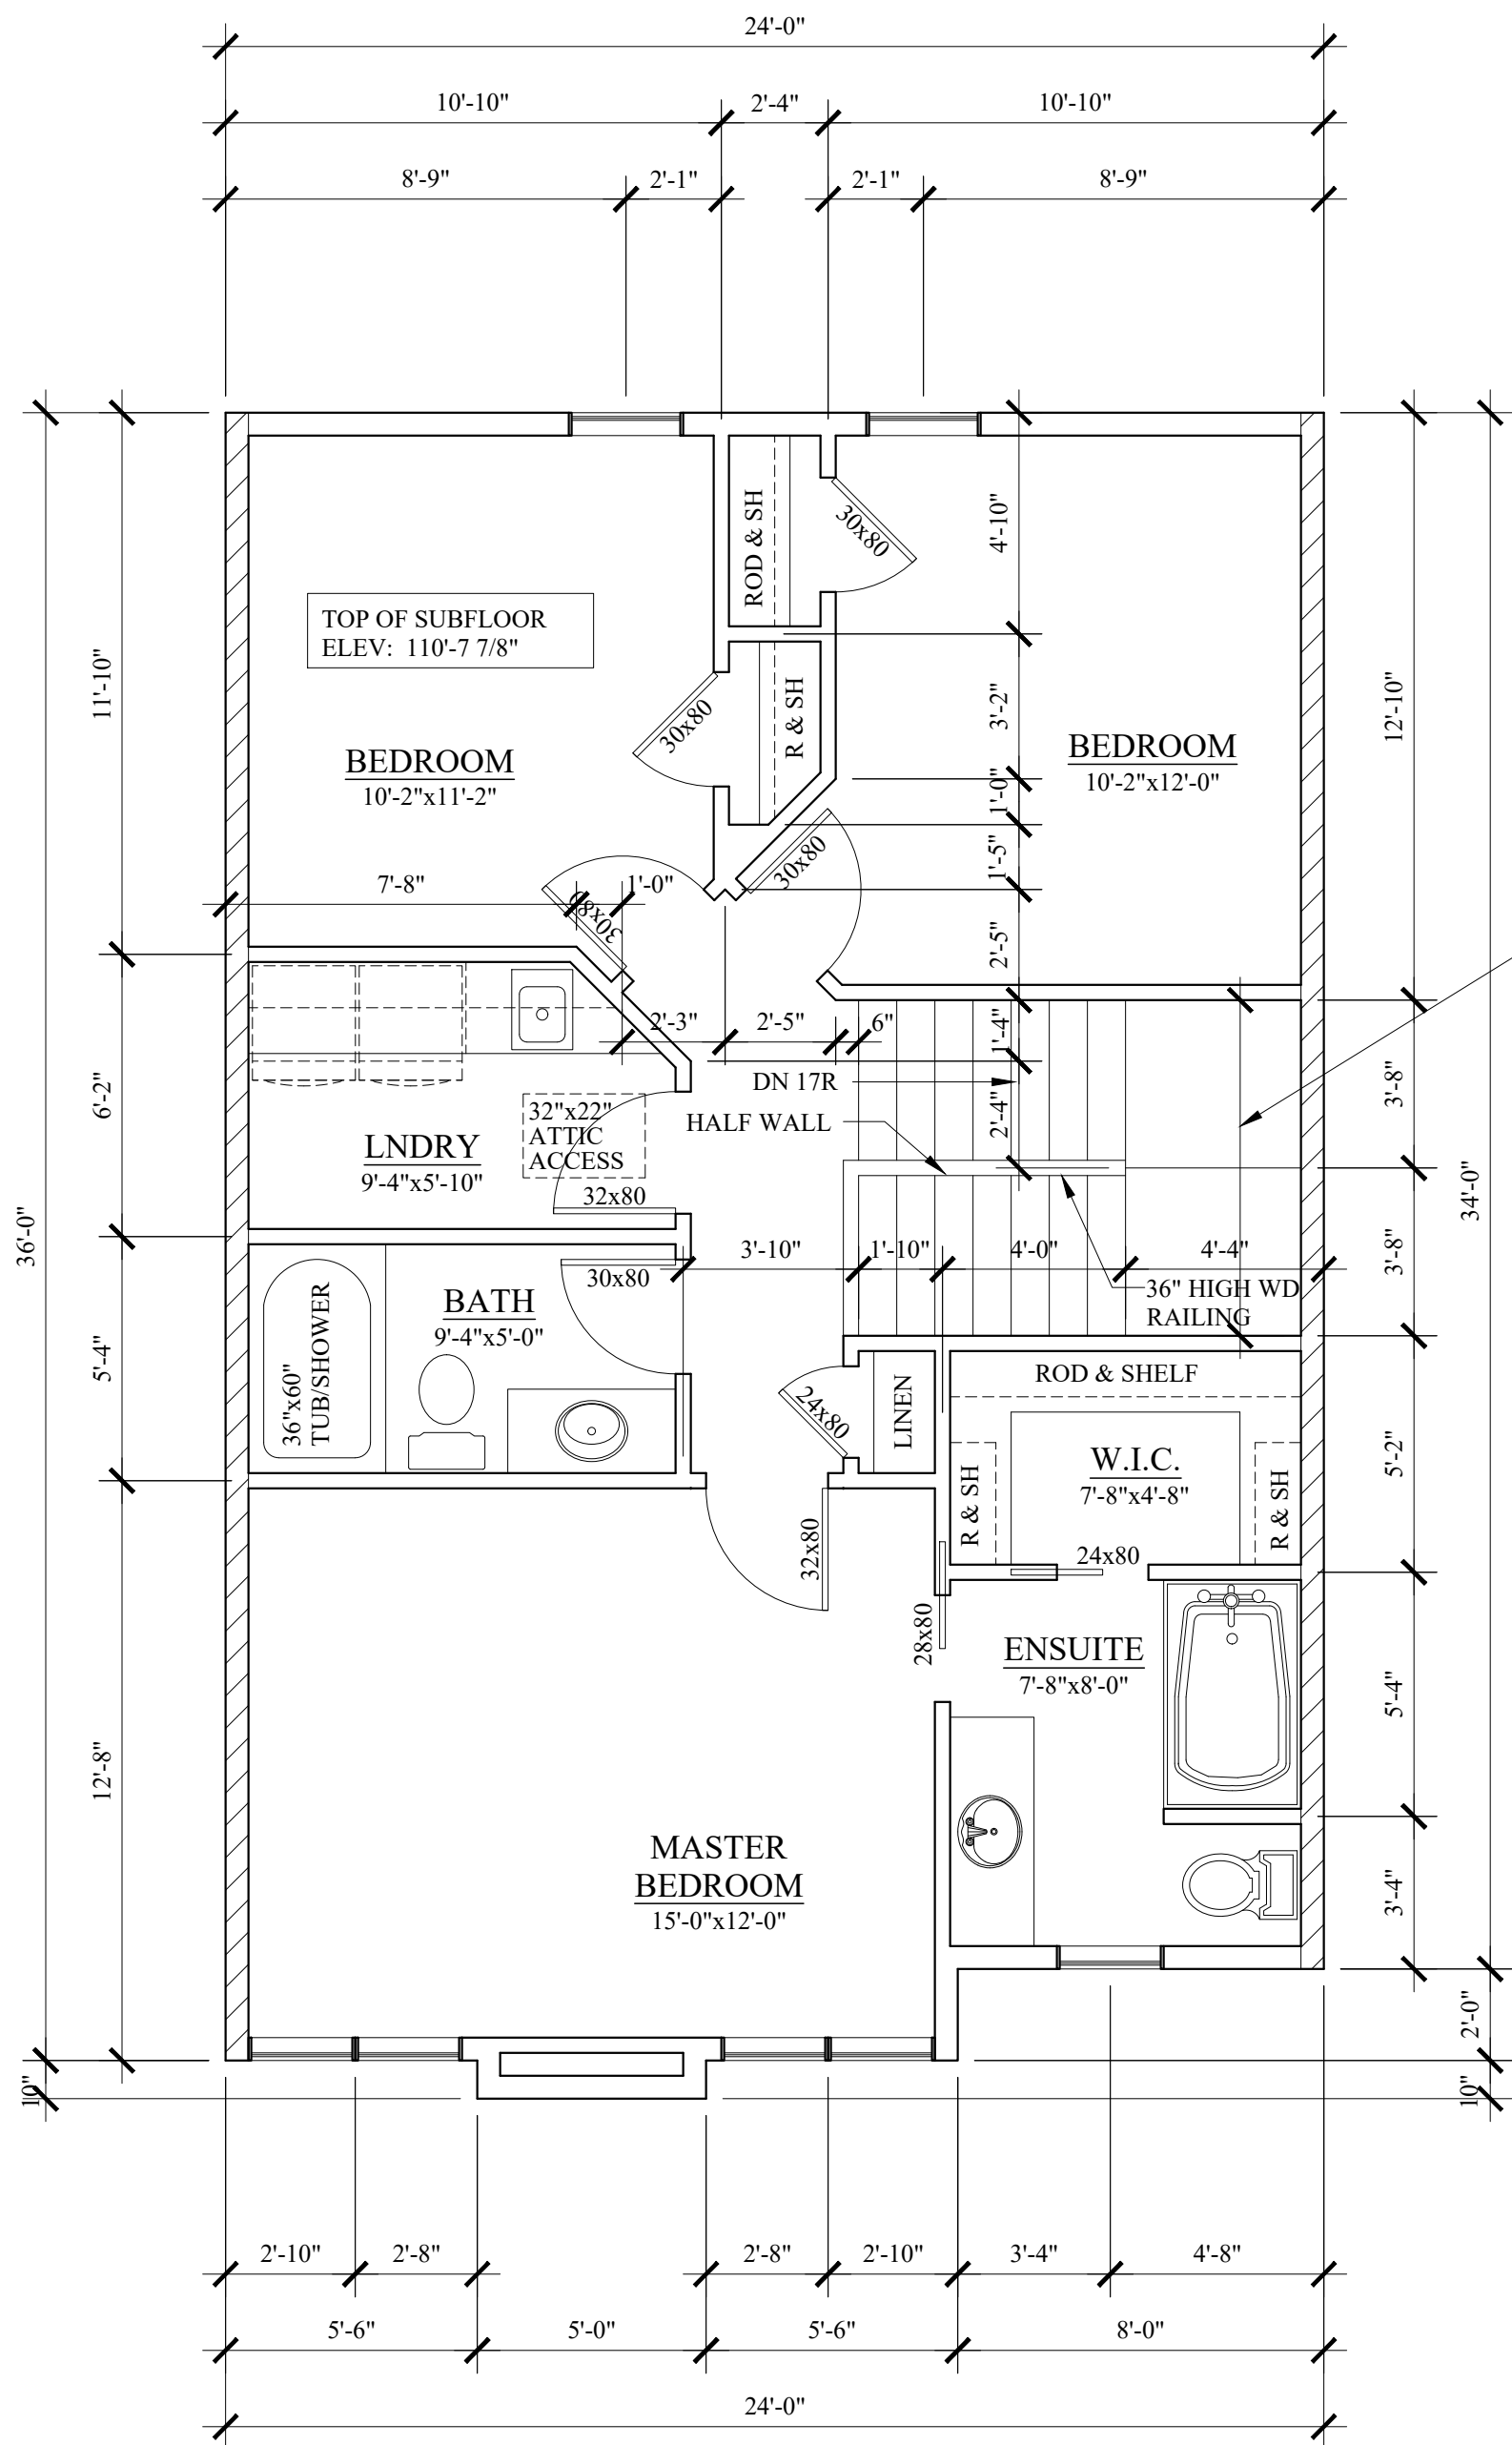 24'-0"
10'-10"
2'-4"
10'-10"
8'-9"
2'-1"
2'-1"
8'-9"
ROD & SH
30x80
4'-10"
TOP OF SUBFLOOR
ELEV:  110'-7 7/8"
11'-10"
30x80
R & SH
3'-2"
12'-10"
BEDROOM
10'-2"x11'-2"
BEDROOM
10'-2"x12'-0"
1'-0"
30x80
1'-5"
7'-8"
1'-0"
30x80
2'-5"
2'-3"
2'-5"
6"
1'-4"
6'-2"
DN 17R
3'-8"
HALF WALL
2'-4"
32"x22"
ATTIC
ACCESS
LNDRY
9'-4"x5'-10"
32x80
36'-0"
34'-0"
3'-10"
1'-10"
4'-0"
4'-4"
3'-8"
30x80
36" HIGH WD
RAILING
BATH
9'-4"x5'-0"
36"x60"
TUB/SHOWER
5'-4"
24x80
LINEN
ROD & SHELF
W.I.C.
7'-8"x4'-8"
R & SH
R & SH
5'-2"
32x80
24x80
28x80
ENSUITE
7'-8"x8'-0"
5'-4"
12'-8"
MASTER
BEDROOM
15'-0"x12'-0"
3'-4"
2'-0"
10"
10"
2'-10"
2'-8"
2'-8"
2'-10"
3'-4"
4'-8"
5'-6"
5'-0"
5'-6"
8'-0"
24'-0"